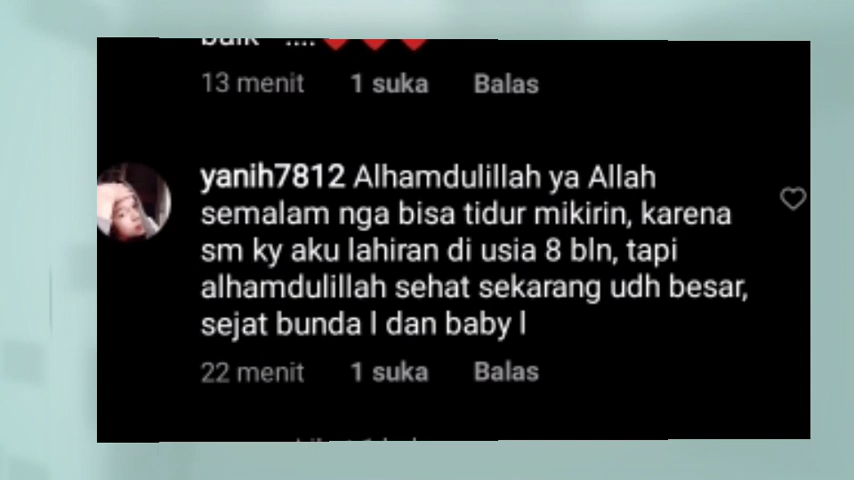 baik ....
13 menit 1 suka Balas
yanih7812 Alhamdulillah ya Allah
semalam nga bisa tidur mikirin, karena
sm ky aku lahiran di usia 8 bln, tapi
alhamdulillah sehat sekarang udh besar,
sejat bunda l dan baby l
22 menit 1 suka Balas